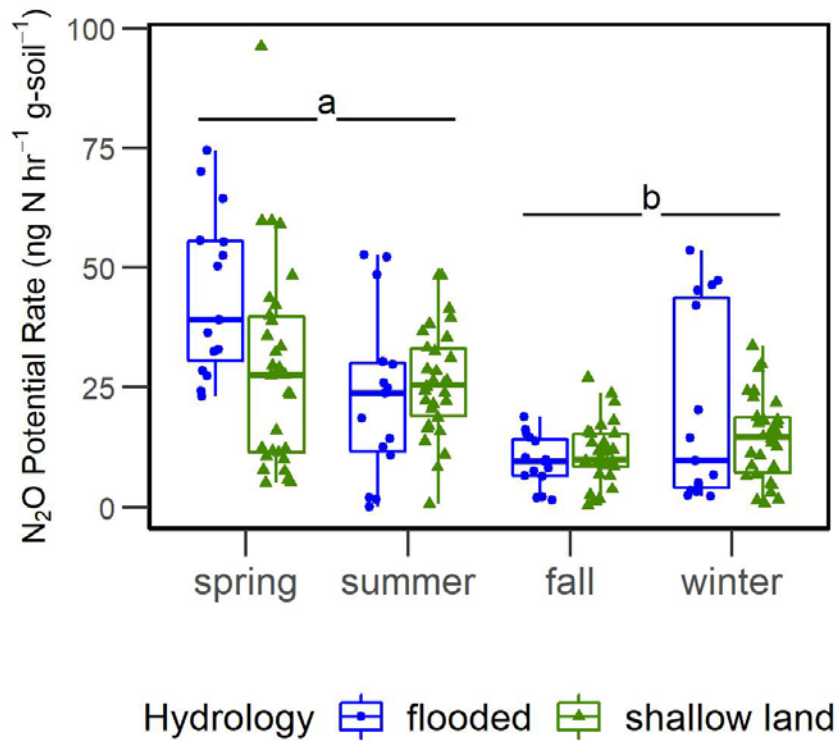 N₂O Potential Rate (ng N hr⁻¹ g-soil⁻¹)
100
75
50
25
0
a
b
spring summer fall winter
Hydrology flooded shallow land